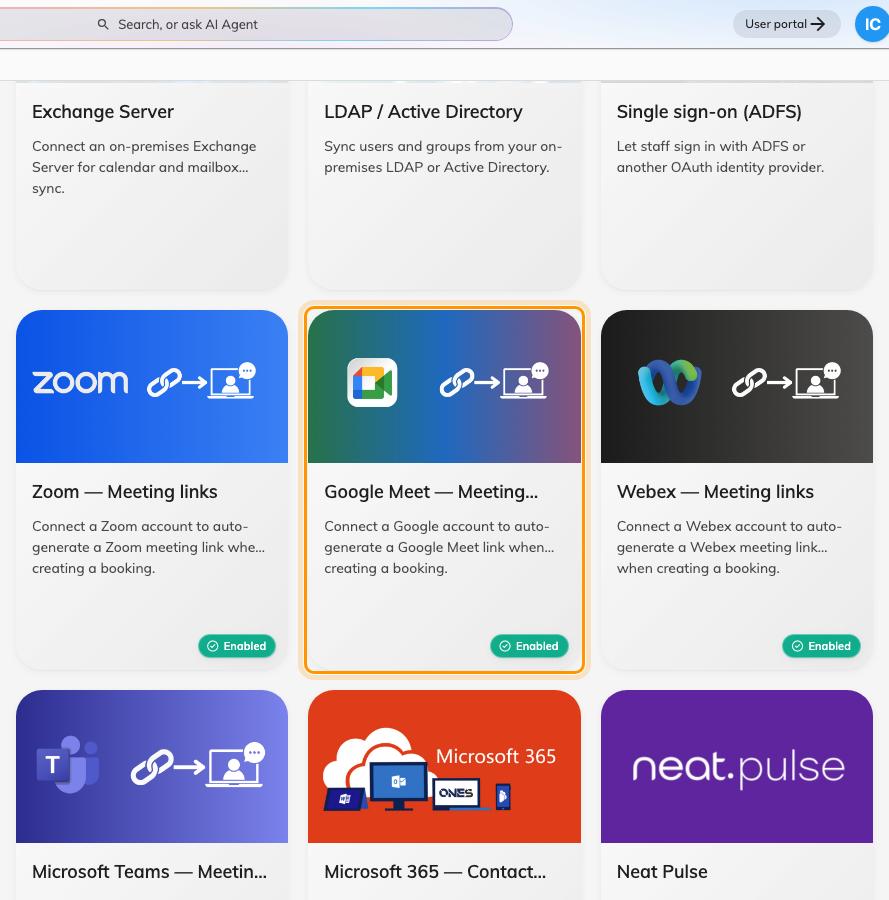 Search, or ask AI Agent
User portal
IC
Exchange Server
Connect an on-premises Exchange
Server for calendar and mailbox...
sync.
LDAP / Active Directory
Sync users and groups from your on-
premises LDAP or Active Directory.
Single sign-on (ADFS)
Let staff sign in with ADFS or
another OAuth identity provider.
zoom
Zoom — Meeting links
Connect a Zoom account to auto-
generate a Zoom meeting link whe...
creating a booking.
Enabled
Google Meet — Meeting...
Connect a Google account to auto-
generate a Google Meet link when...
creating a booking.
Enabled
Webex — Meeting links
Connect a Webex account to auto-
generate a Webex meeting link...
when creating a booking.
Enabled
T
Microsoft Teams — Meetin...
Microsoft 365
ONES
Microsoft 365 — Contact...
neat.pulse
Neat Pulse